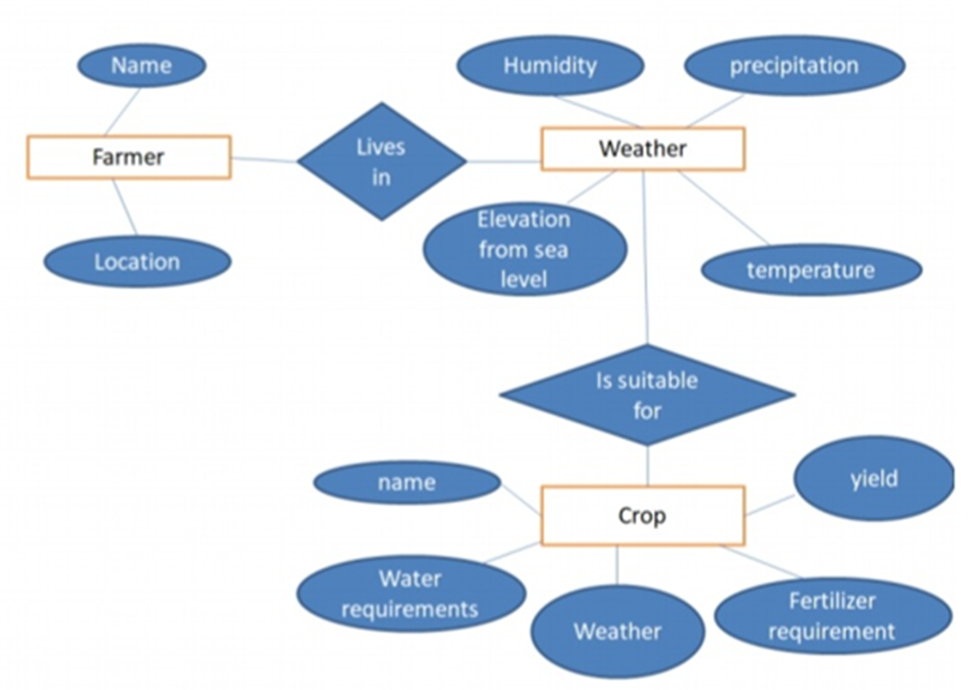 Name
Humidity
precipitation
Farmer
Lives
in
Weather
Location
Elevation
from sea
level
temperature
Is suitable
for
name
yield
Crop
Water
requirements
Weather
Fertilizer
requirement